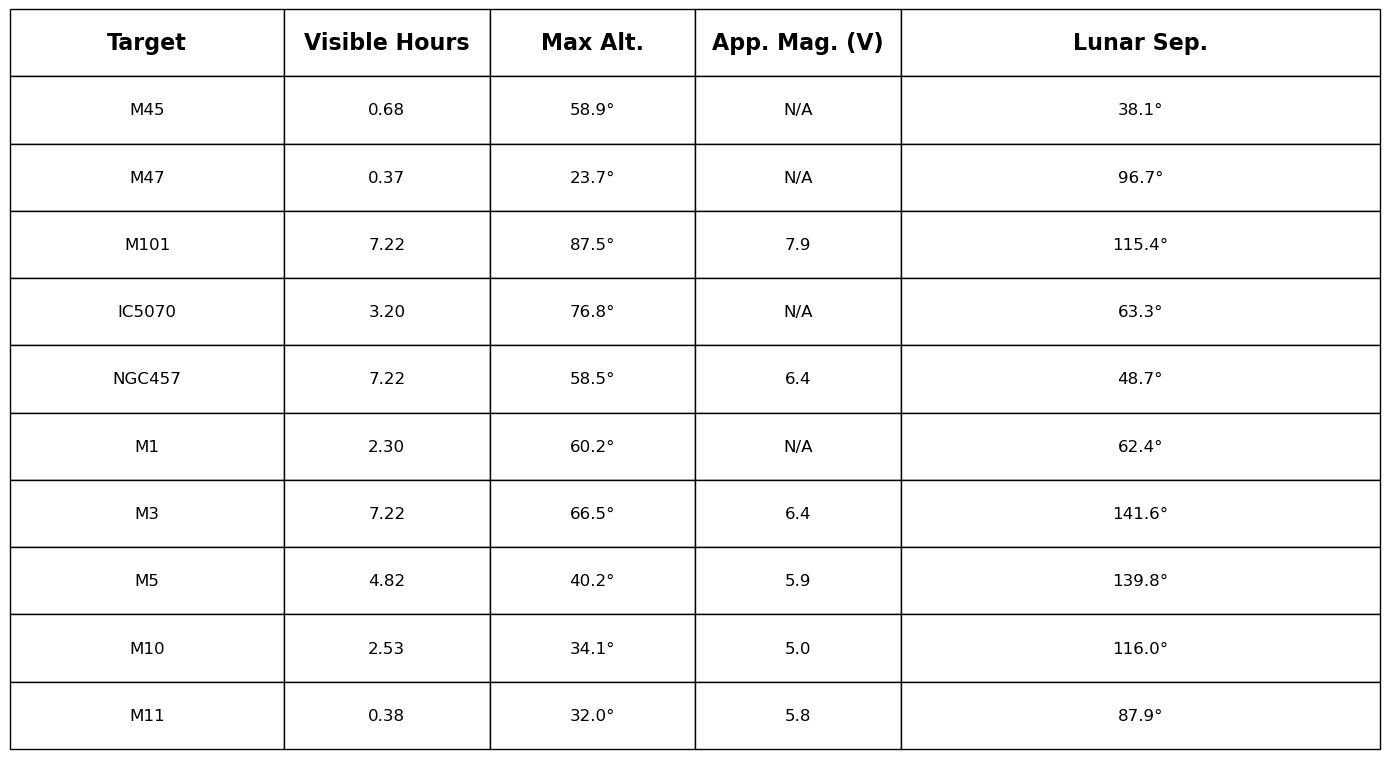 Target Visible Hours Max Alt. App. Mag. (V) Lunar Sep.
M45 0.68 58.9° N/A 38.1°
M47 0.37 23.7° N/A 96.7°
M101 7.22 87.5° 7.9 115.4°
IC5070 3.20 76.8° N/A 63.3°
NGC457 7.22 58.5° 6.4 48.7°
M1 2.30 60.2° N/A 62.4°
M3 7.22 66.5° 6.4 141.6°
M5 4.82 40.2° 5.9 139.8°
M10 2.53 34.1° 5.0 116.0°
M11 0.38 32.0° 5.8 87.9°